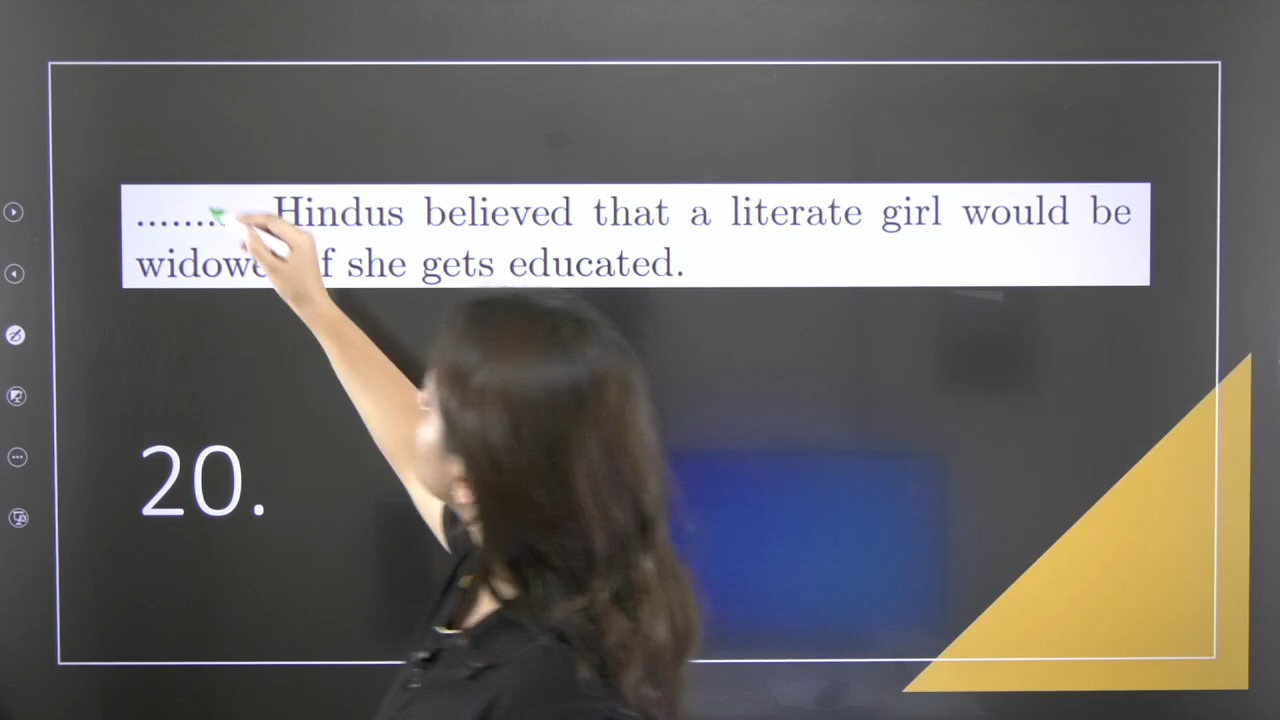 ........ Hindus believed that a literate girl would be
she gets educated.
20.